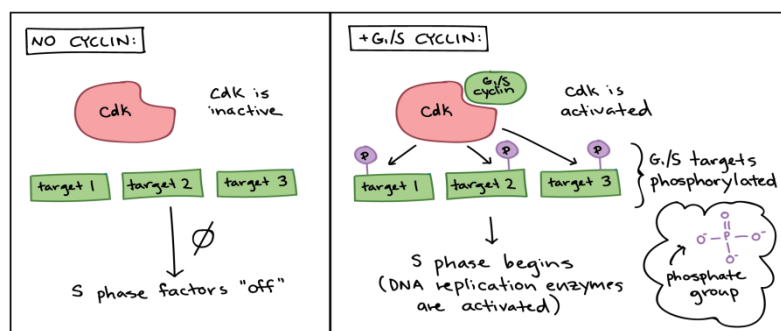 NO CYCLIN:
Cdk
Cdk is
inactive
target 1
target 2
target 3
S phase factors "off"
+G₁/S CYCLIN:
G₁/S
cyclin
Cdk
Cdk is
activated
P
P
P
target 1
target 2
target 3
G₁/S targets
phosphorylated
S phase begins
(DNA replication enzymes
are activated)
O
O⁻ P O⁻
O⁻
phosphate
group